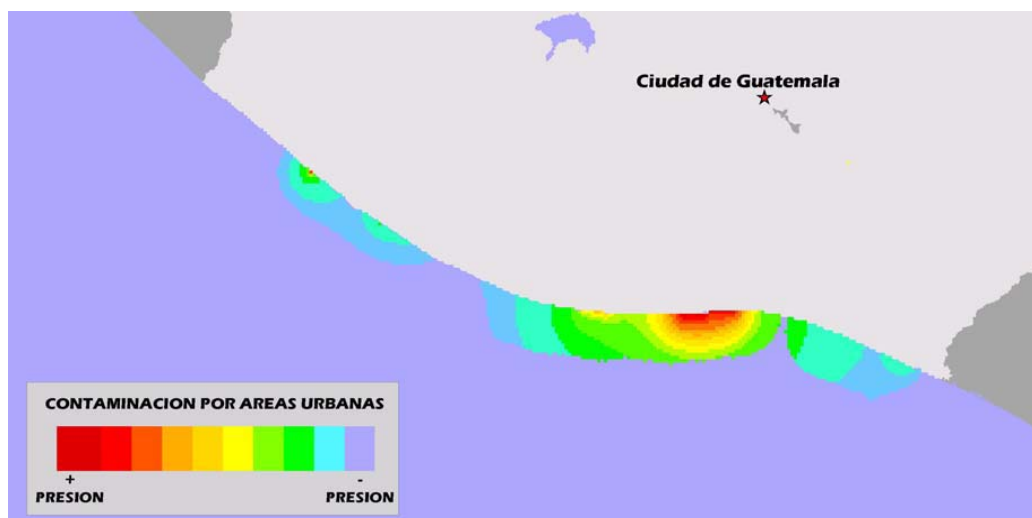 Ciudad de Guatemala
CONTAMINACION POR AREAS URBANAS
+ -
PRESION PRESION